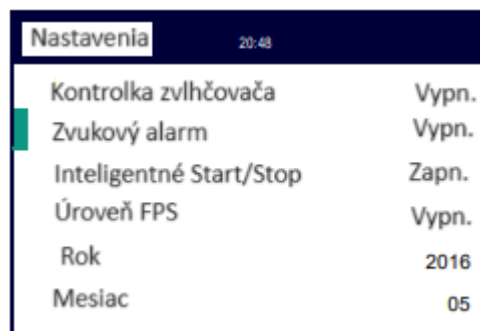 Nastavenia 20:48
Kontrolka zvlhčovača Vypn.
Zvukový alarm Vypn.
Inteligentné Start/Stop Zapn.
Úroveň FPS Vypn.
Rok 2016
Mesiac 05